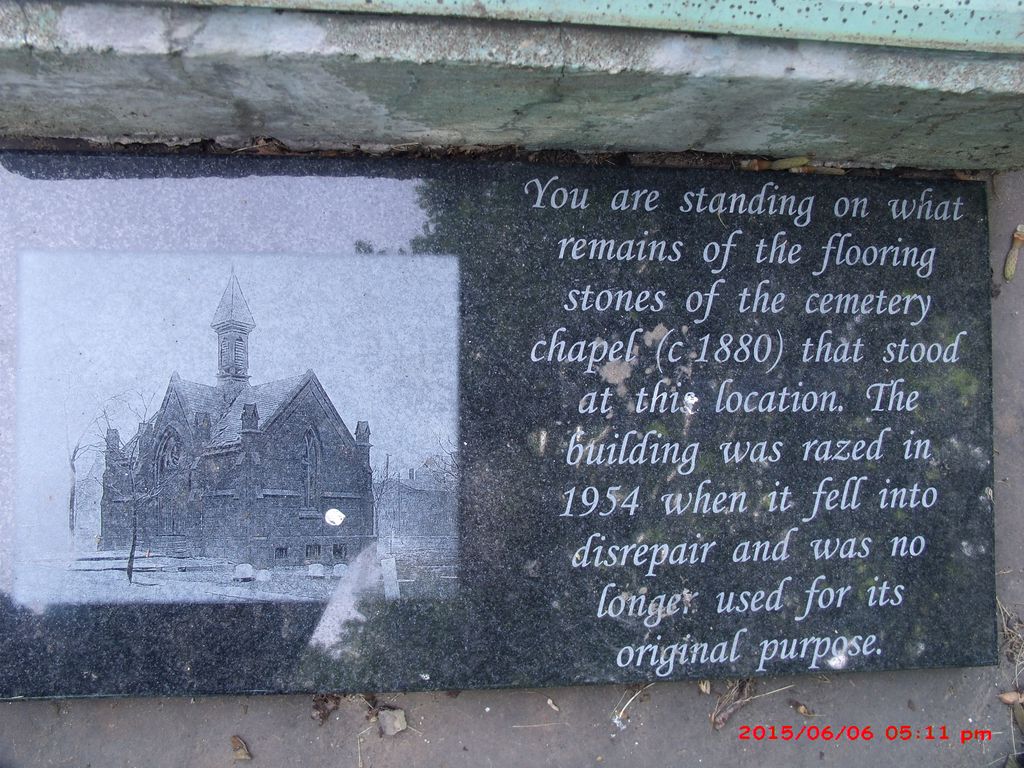 You are standing on what
remains of the flooring
stones of the cemetery
chapel (c 1880) that stood
at this location. The
building was razed in
1954 when it fell into
disrepair and was no
longer used for its
original purpose.
2015/06/06 05:11 pm